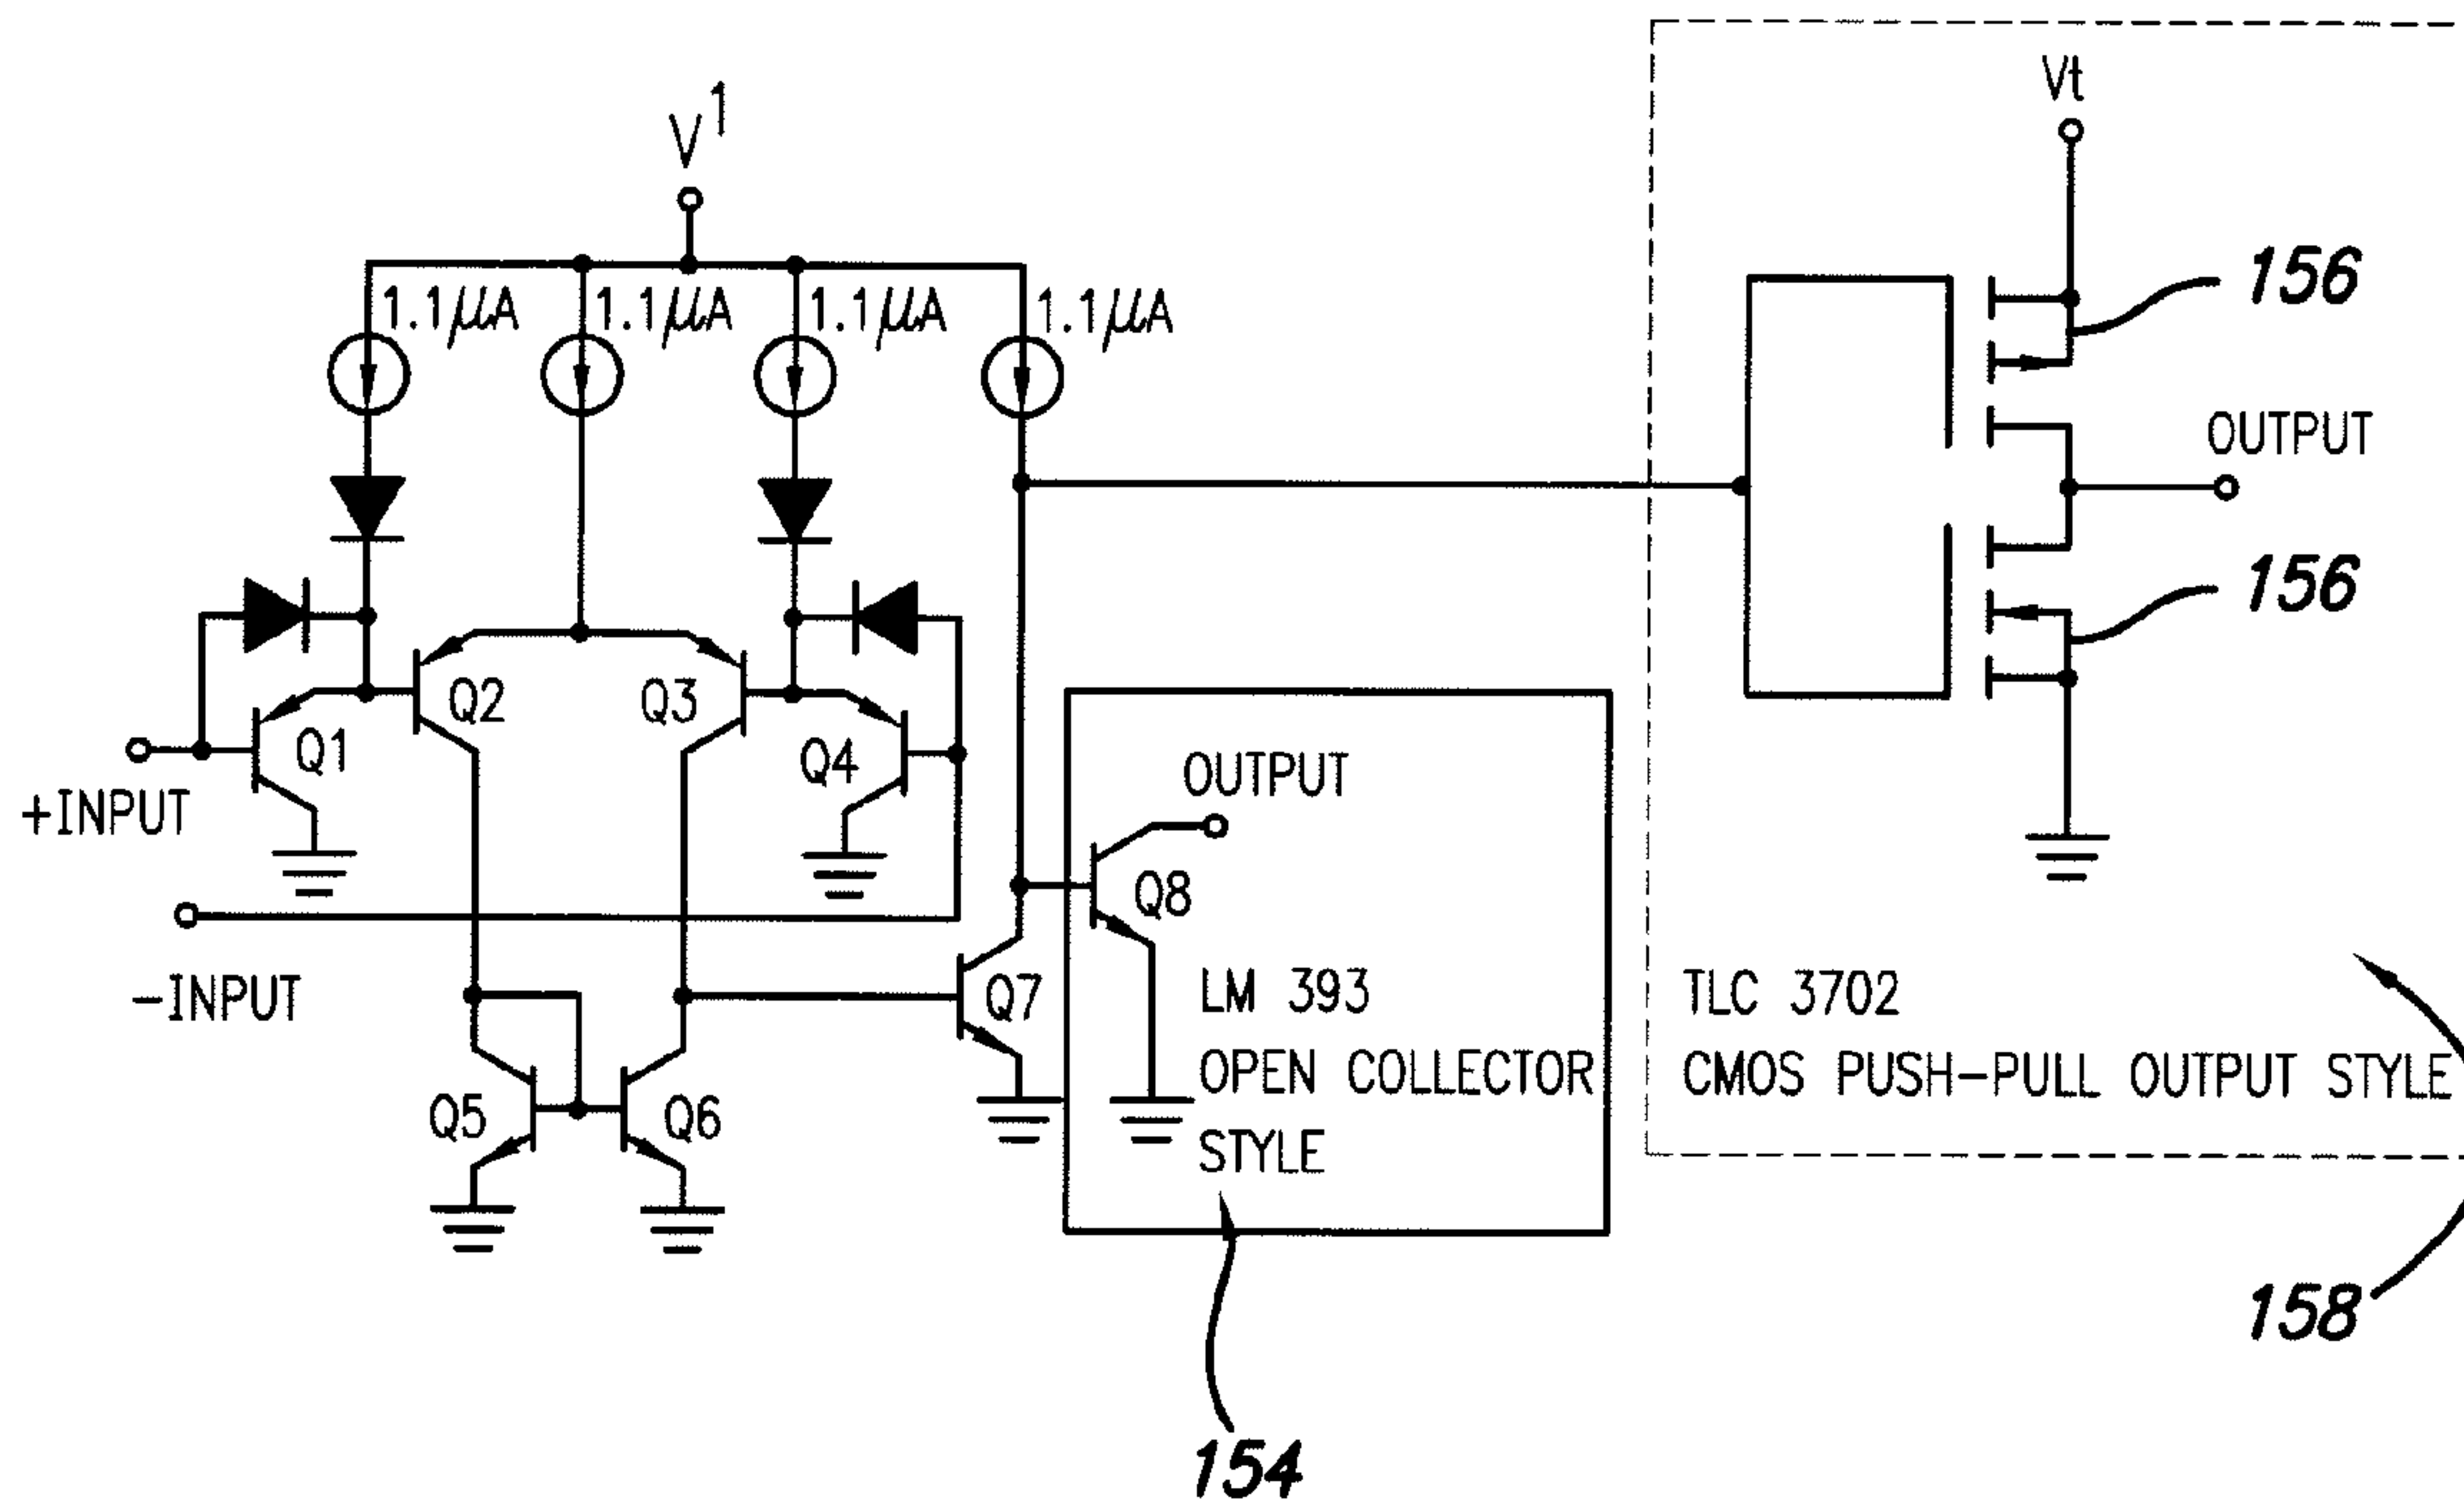 V1
Vt
1.1μA
1.1μA
1.1μA
1.1μA
156
OUTPUT
156
Q2
Q3
Q1
Q4
+INPUT
OUTPUT
Q8
-INPUT
Q7
LM 393
OPEN COLLECTOR
STYLE
TLC 3702
CMOS PUSH-PULL OUTPUT STYLE
Q5
Q6
158
154